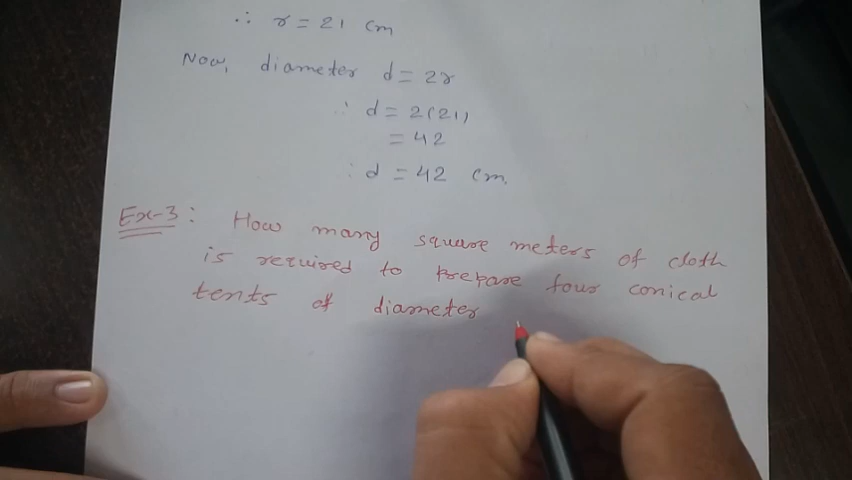 ∴ r = 21 cm
Now, diameter d = 2r
∴ d = 2(21)
= 42
∴ d = 42 cm.
Ex-3: How many square meters of cloth
is required to prepare four conical
tents of diameter